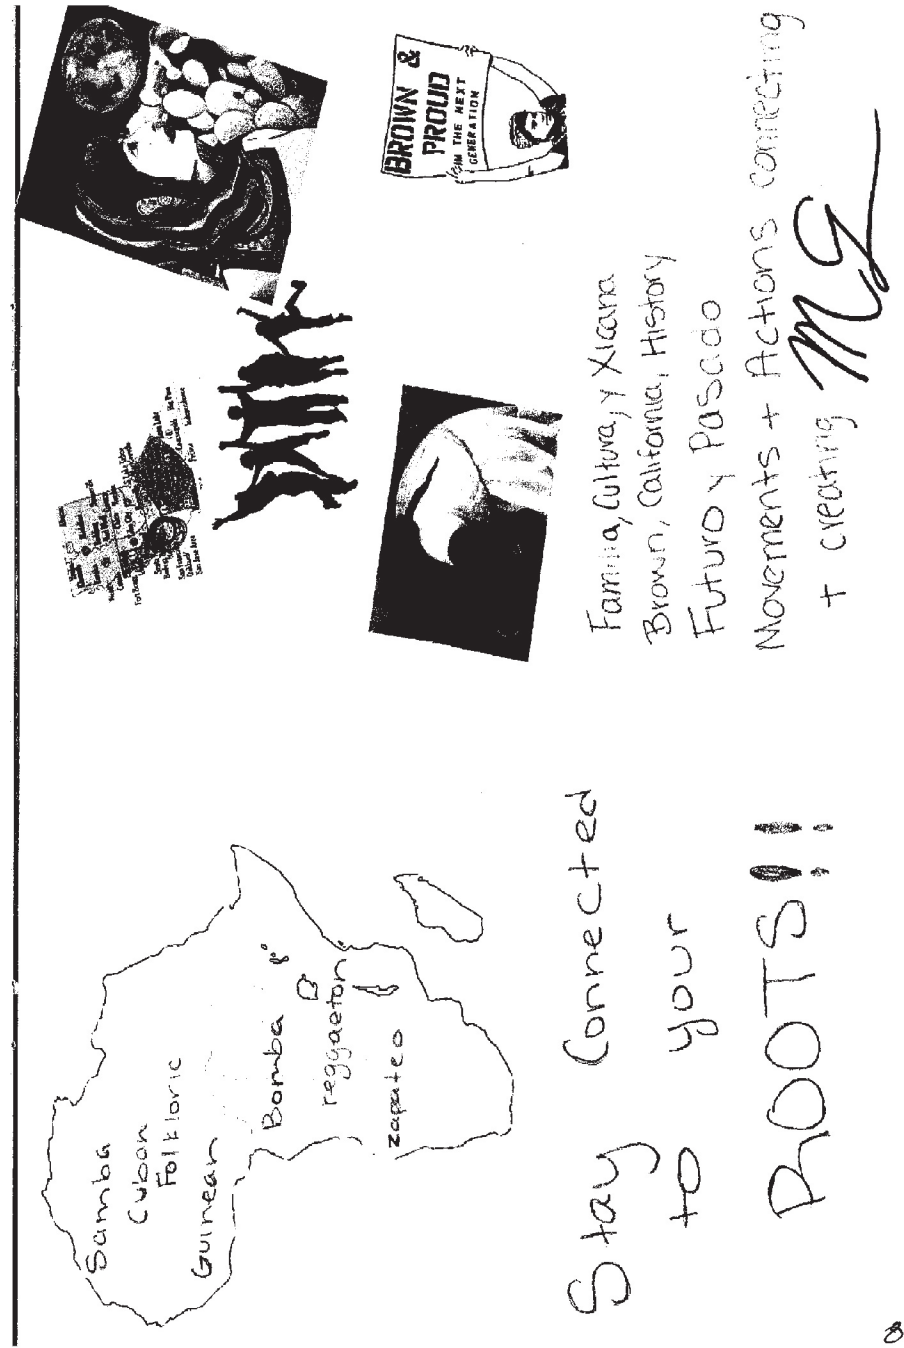 Samba
Cuban
Folkloric
Guinean
Bomba
reggaeton
zapateo
Stay Connected
to your
ROOTS!!
BROWN &
PROUD
IN THE NEXT
GENERATION
Familia, Cultura, y Xicana
Brown, California, History
Futuro y Pasado
Movements + Actions connecting
+ creating
8